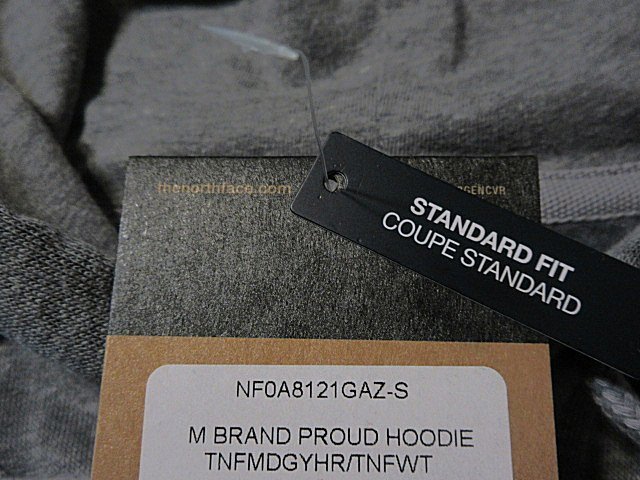 thenorthface.com
STANDARD FIT
COUPE STANDARD
NF0A8121GAZ-S
M BRAND PROUD HOODIE
TNFMDGYHR/TNFWT